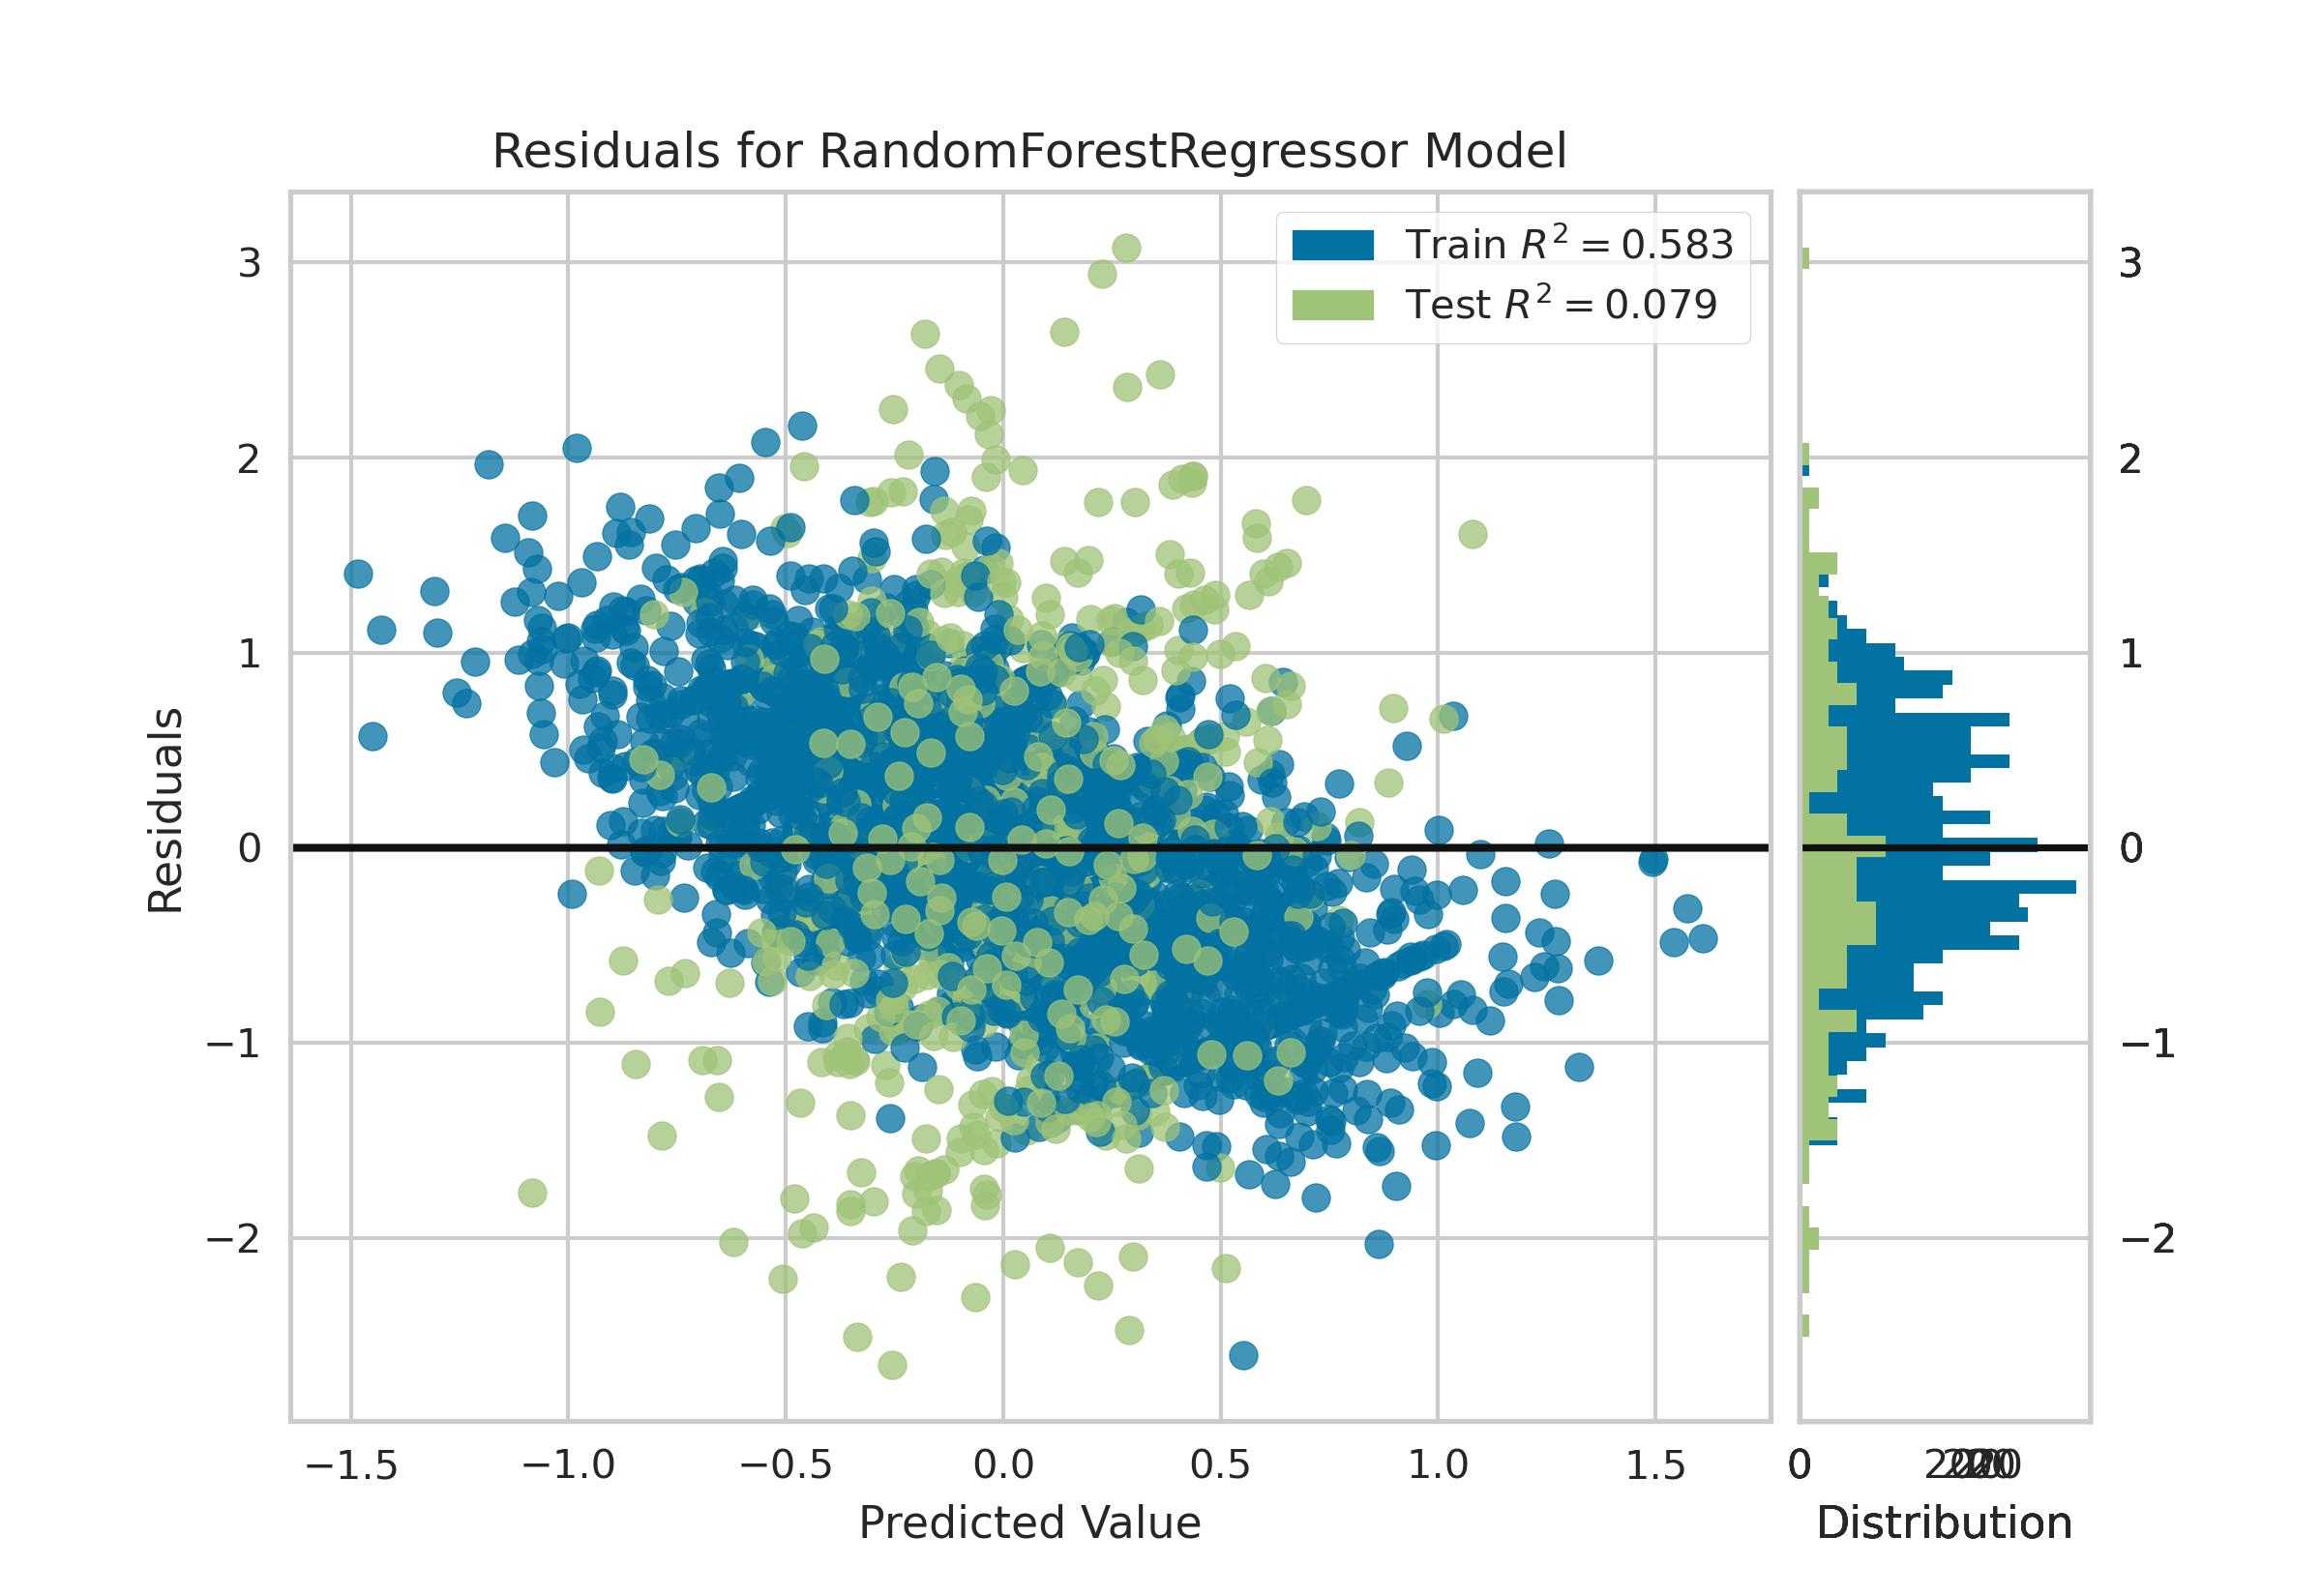 Residuals for RandomForestRegressor Model
Train R² = 0.583
Test R² = 0.079
Residuals
3
2
1
0
−1
−2
3
2
1
0
−1
−2
−1.5 −1.0 −0.5 0.0 0.5 1.0 1.5
0
Predicted Value
Distribution